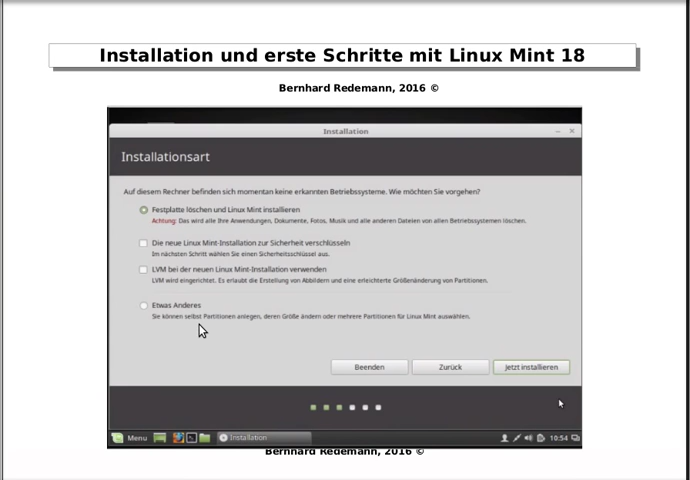 Installation und erste Schritte mit Linux Mint 18
Bernhard Redemann, 2016 ©
Installation
Installationsart
Auf diesem Rechner befinden sich momentan keine erkannten Betriebssysteme. Wie möchten Sie vorgehen?
Festplatte löschen und Linux Mint installieren
Achtung: Das wird alle Ihre Anwendungen, Dokumente, Fotos, Musik und alle anderen Dateien von allen Betriebssystemen löschen.
Die neue Linux Mint-Installation zur Sicherheit verschlüsseln
Im nächsten Schritt wählen Sie einen Sicherheitsschlüssel aus.
LVM bei der neuen Linux Mint-Installation verwenden
LVM wird eingerichtet. Es erlaubt die Erstellung von Abbildern und eine erleichterte Größenänderung von Partitionen.
Etwas Anderes
Sie können selbst Partitionen anlegen, deren Größe ändern oder mehrere Partitionen für Linux Mint auswählen.
Beenden Zurück Jetzt installieren
Menu Installation 10:54
Bernhard Redemann, 2016 ©